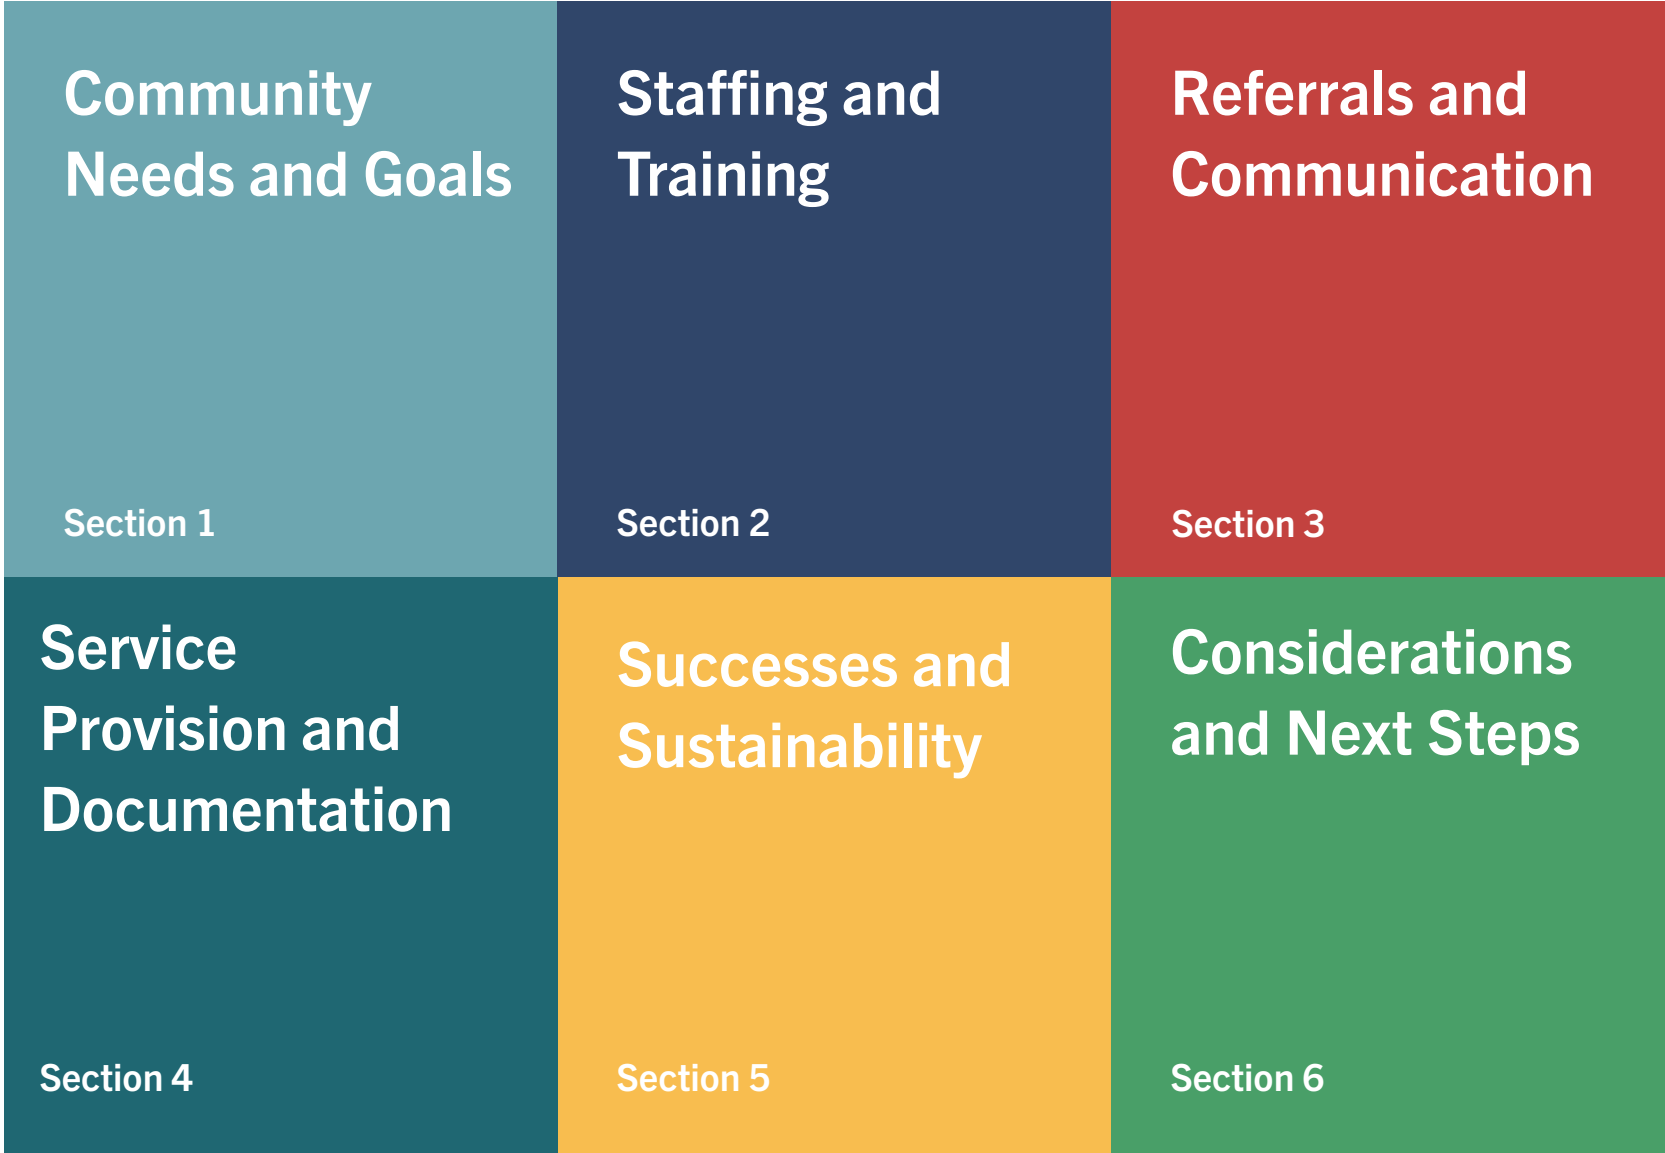 Community
Needs and Goals
Section 1
Staffing and
Training
Section 2
Referrals and
Communication
Section 3
Service
Provision and
Documentation
Section 4
Successes and
Sustainability
Section 5
Considerations
and Next Steps
Section 6